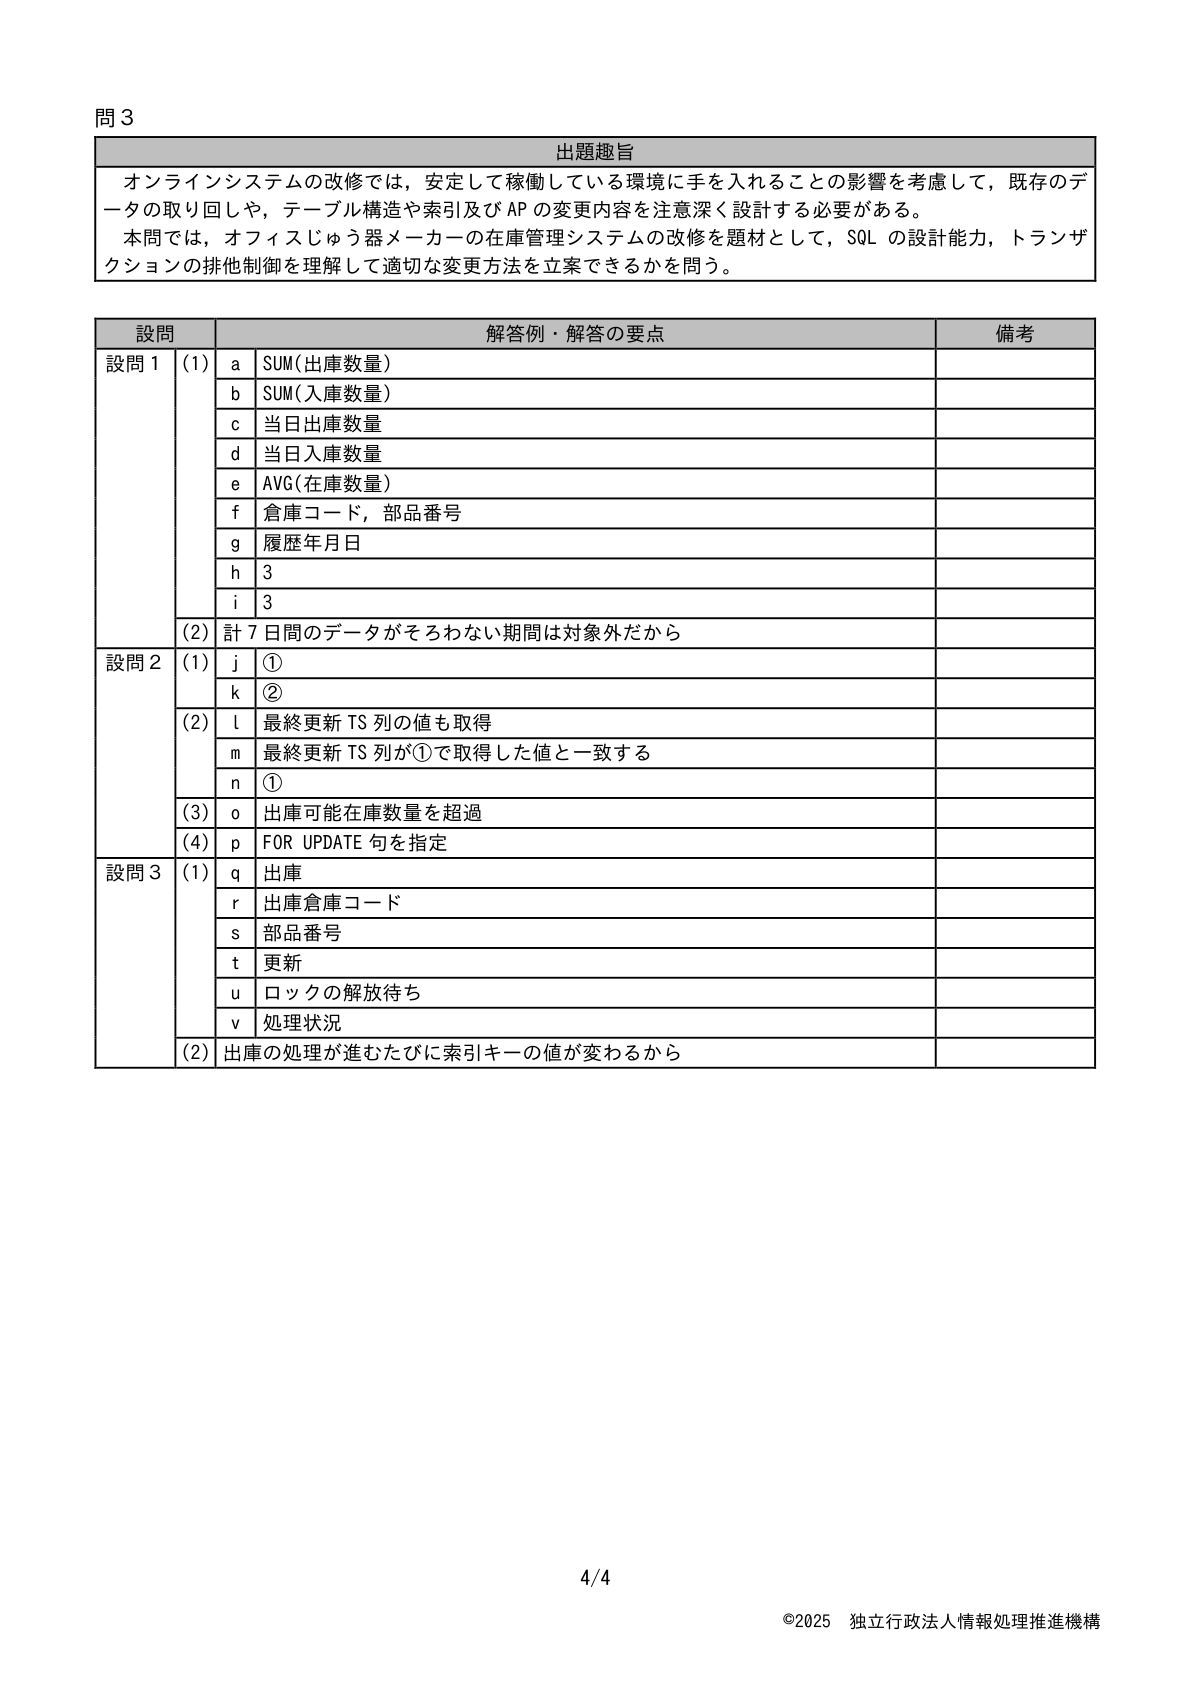 問３
出題趣旨
　オンラインシステムの改修では，安定して稼働している環境に手を入れることの影響を考慮して，既存のデ
ータの取り回しや，テーブル構造や索引及び AP の変更内容を注意深く設計する必要がある。
　本問では，オフィスじゅう器メーカーの在庫管理システムの改修を題材として，SQL の設計能力，トランザ
クションの排他制御を理解して適切な変更方法を立案できるかを問う。
設問 解答例・解答の要点 備考
設問１ (1) a SUM(出庫数量)
b SUM(入庫数量)
c 当日出庫数量
d 当日入庫数量
e AVG(在庫数量)
f 倉庫コード，部品番号
g 履歴年月日
h 3
i 3
(2) 計７日間のデータがそろわない期間は対象外だから
設問２ (1) j ①
k ②
(2) l 最終更新 TS 列の値も取得
m 最終更新 TS 列が①で取得した値と一致する
n ①
(3) o 出庫可能在庫数量を超過
(4) p FOR UPDATE 句を指定
設問３ (1) q 出庫
r 出庫倉庫コード
s 部品番号
t 更新
u ロックの解放待ち
v 処理状況
(2) 出庫の処理が進むたびに索引キーの値が変わるから
4/4
©2025　独立行政法人情報処理推進機構